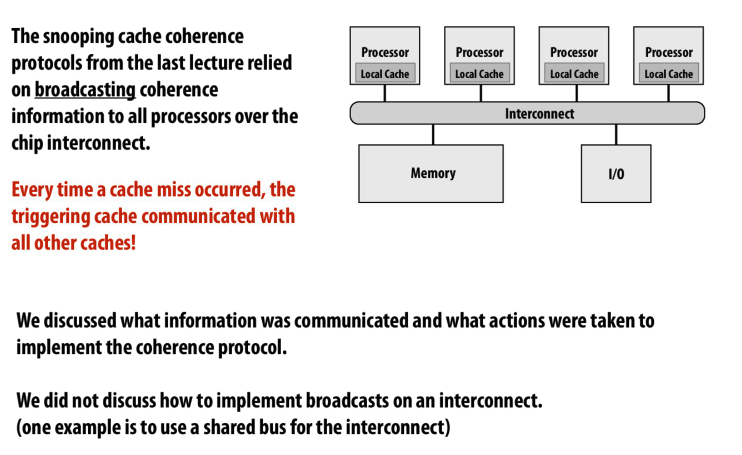 The snooping cache coherence
protocols from the last lecture relied
on broadcasting coherence
information to all processors over the
chip interconnect.
Every time a cache miss occurred, the
triggering cache communicated with
all other caches!
Processor
Local Cache
Processor
Local Cache
Processor
Local Cache
Processor
Local Cache
Interconnect
Memory
I/O
We discussed what information was communicated and what actions were taken to
implement the coherence protocol.
We did not discuss how to implement broadcasts on an interconnect.
(one example is to use a shared bus for the interconnect)